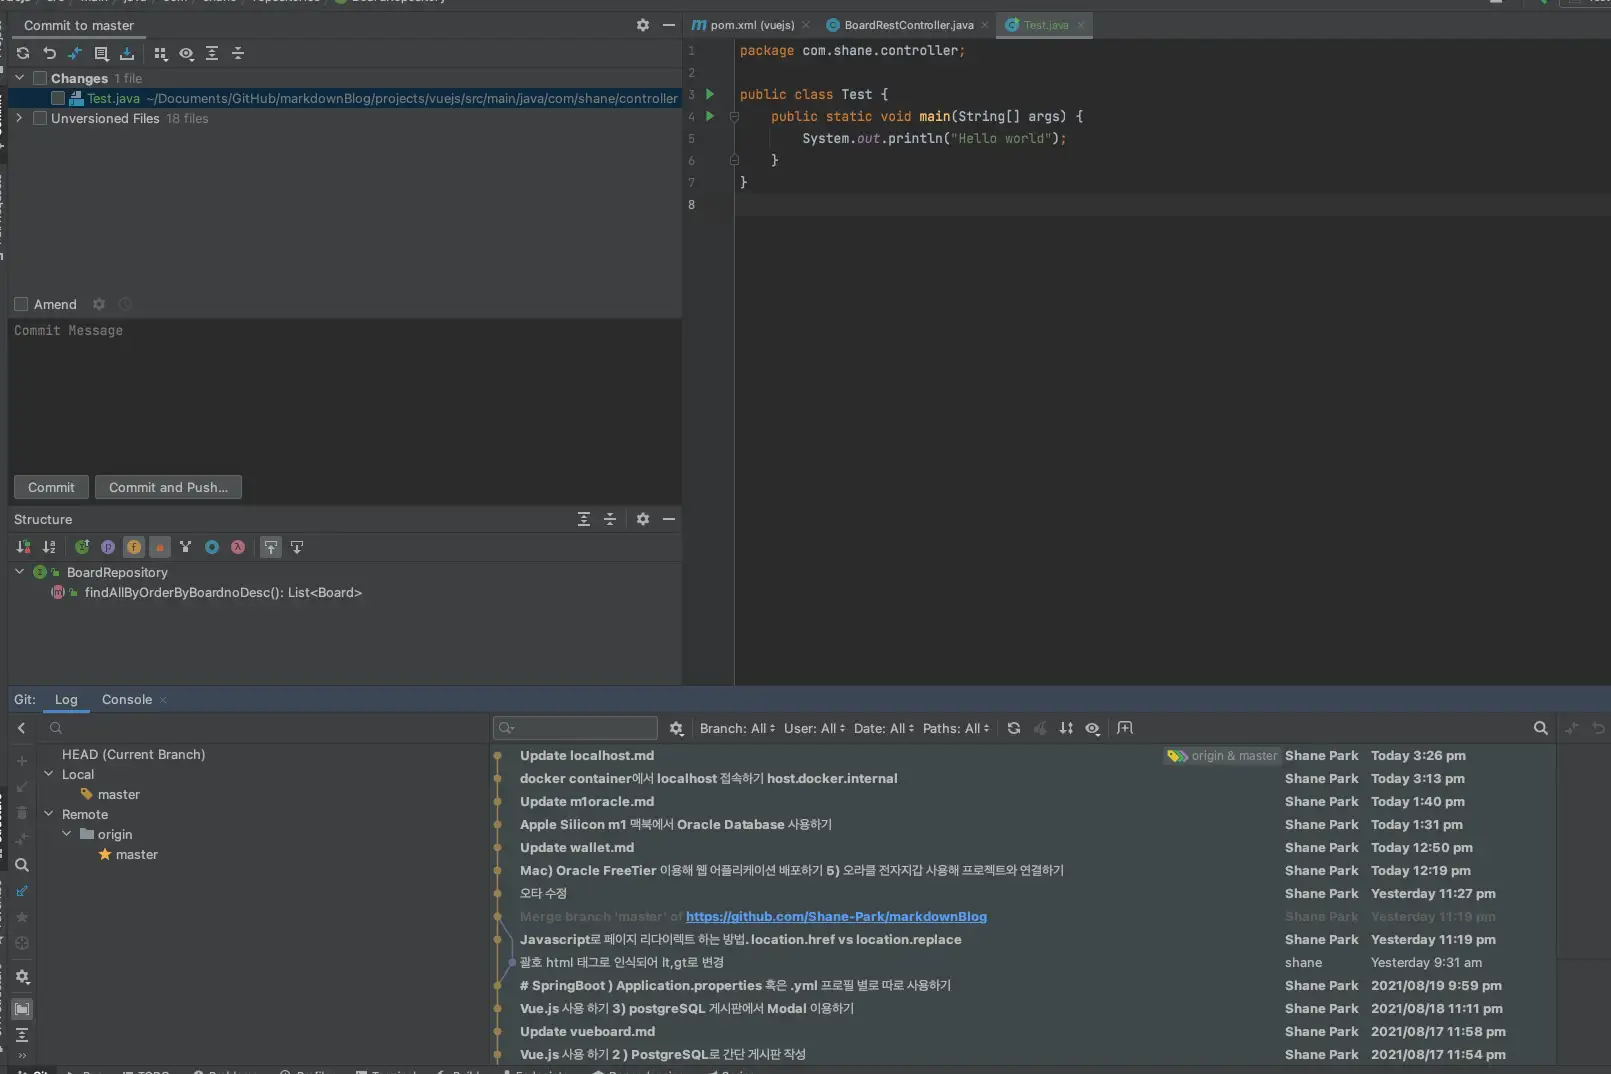 Commit to master
pom.xml (vuejs) BoardRestController.java Test.java
Changes 1 file
Test.java ~/Documents/GitHub/markdownBlog/projects/vuejs/src/main/java/com/shane/controller
Unversioned Files 18 files
1 package com.shane.controller;
2
3 public class Test {
4 public static void main(String[] args) {
5 System.out.println("Hello world");
6 }
7 }
8
Amend
Commit Message
Commit Commit and Push...
Structure
BoardRepository
findAllByOrderByBoardnoDesc(): List<Board>
Git: Log Console
HEAD (Current Branch)
Local
master
Remote
origin
master
Branch: All User: All Date: All Paths: All
Update localhost.md origin & master Shane Park Today 3:26 pm
docker container에서 localhost 접속하기 host.docker.internal Shane Park Today 3:13 pm
Update m1oracle.md Shane Park Today 1:40 pm
Apple Silicon m1 맥북에서 Oracle Database 사용하기 Shane Park Today 1:31 pm
Update wallet.md Shane Park Today 12:50 pm
Mac) Oracle FreeTier 이용해 웹 어플리케이션 배포하기 5) 오라클 전자지갑 사용해 프로젝트와 연결하기 Shane Park Today 12:19 pm
오타 수정 Shane Park Yesterday 11:27 pm
Merge branch 'master' of https://github.com/Shane-Park/markdownBlog Shane Park Yesterday 11:19 pm
Javascript로 페이지 리다이렉트 하는 방법. location.href vs location.replace Shane Park Yesterday 11:19 pm
괄호 html 태그로 인식되어 lt,gt로 변경 shane Yesterday 9:31 am
# SpringBoot ) Application.properties 혹은 .yml 프로필 별로 따로 사용하기 Shane Park 2021/08/19 9:59 pm
Vue.js 사용 하기 3) postgreSQL 게시판에서 Modal 이용하기 Shane Park 2021/08/18 11:11 pm
Update vueboard.md Shane Park 2021/08/17 11:58 pm
Vue.js 사용 하기 2 ) PostgreSQL로 간단 게시판 작성 Shane Park 2021/08/17 11:54 pm